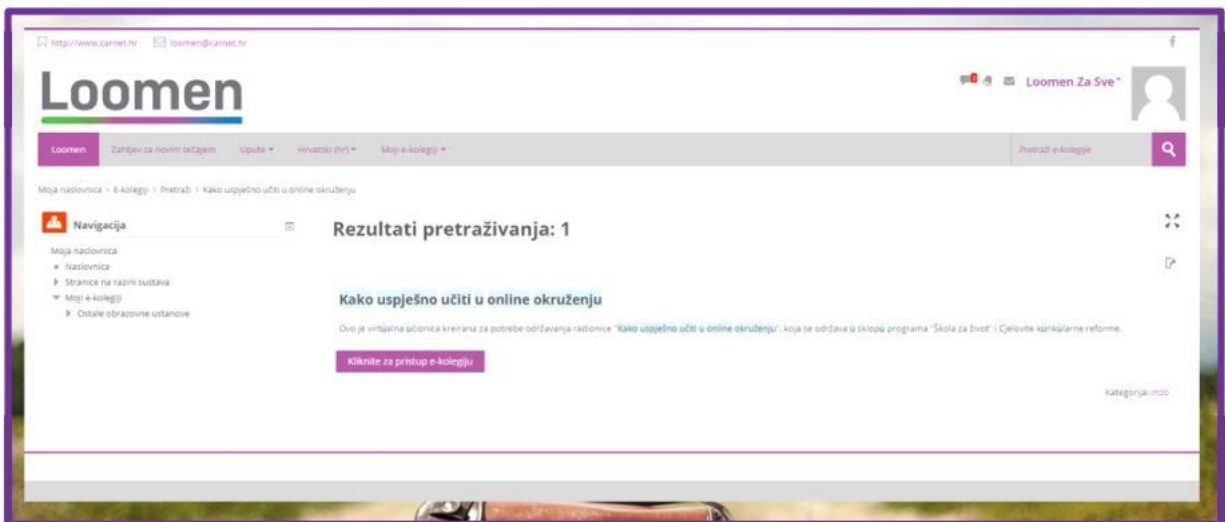 http://www.carnet.hr loomen@carnet.hr
Loomen
Loomen Za Sve
Loomen Zahtjev za novim tečajem Upute Hrvatski (hr) Moji e-kolegiji Pretraži e-kolegije
Moja naslovnica > E-kolegiji > Pretraži > Kako uspješno učiti u online okruženju
Navigacija
Moja naslovnica
Naslovnica
Stranice na razini sustava
Moji e-kolegiji
Ostale obrazovne ustanove
Rezultati pretraživanja: 1
Kako uspješno učiti u online okruženju
Ovo je virtualna učionica kreirana za potrebe održavanja radionice "Kako uspješno učiti u online okruženju", koja se održava u sklopu programa "Škola za život" i Cjelovite kurikularne reforme.
Kliknite za pristup e-kolegiju
Kategorija: mzo